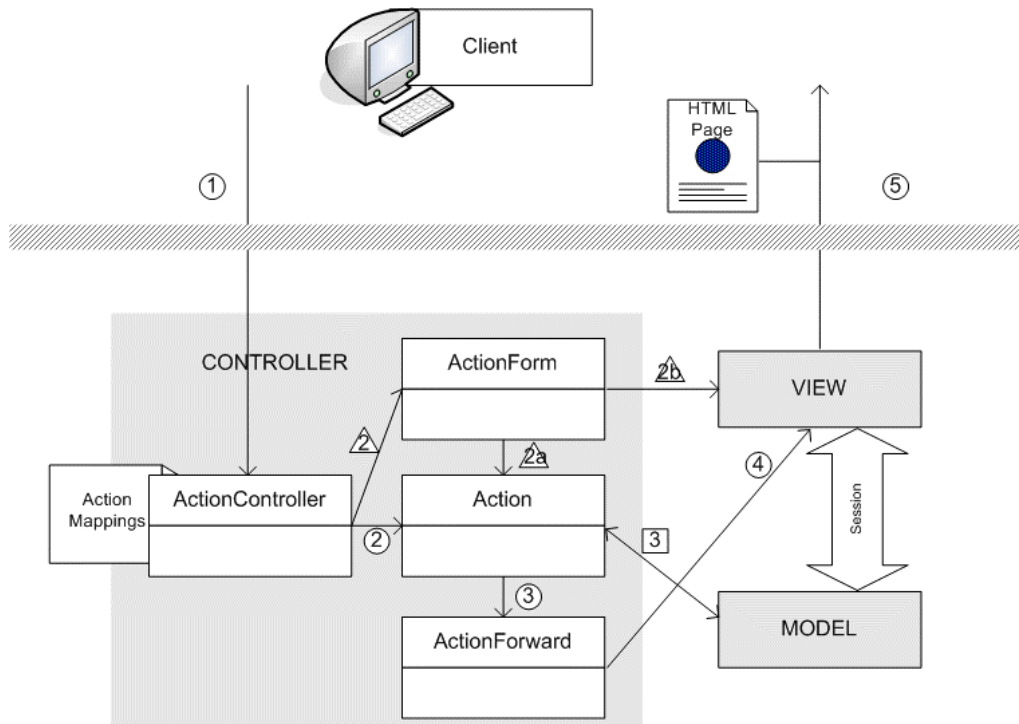 Client
HTML
Page
1
5
CONTROLLER
ActionForm
2b
VIEW
2
2a
4
Action
Mappings
ActionController
Action
2
3
Session
3
ActionForward
MODEL